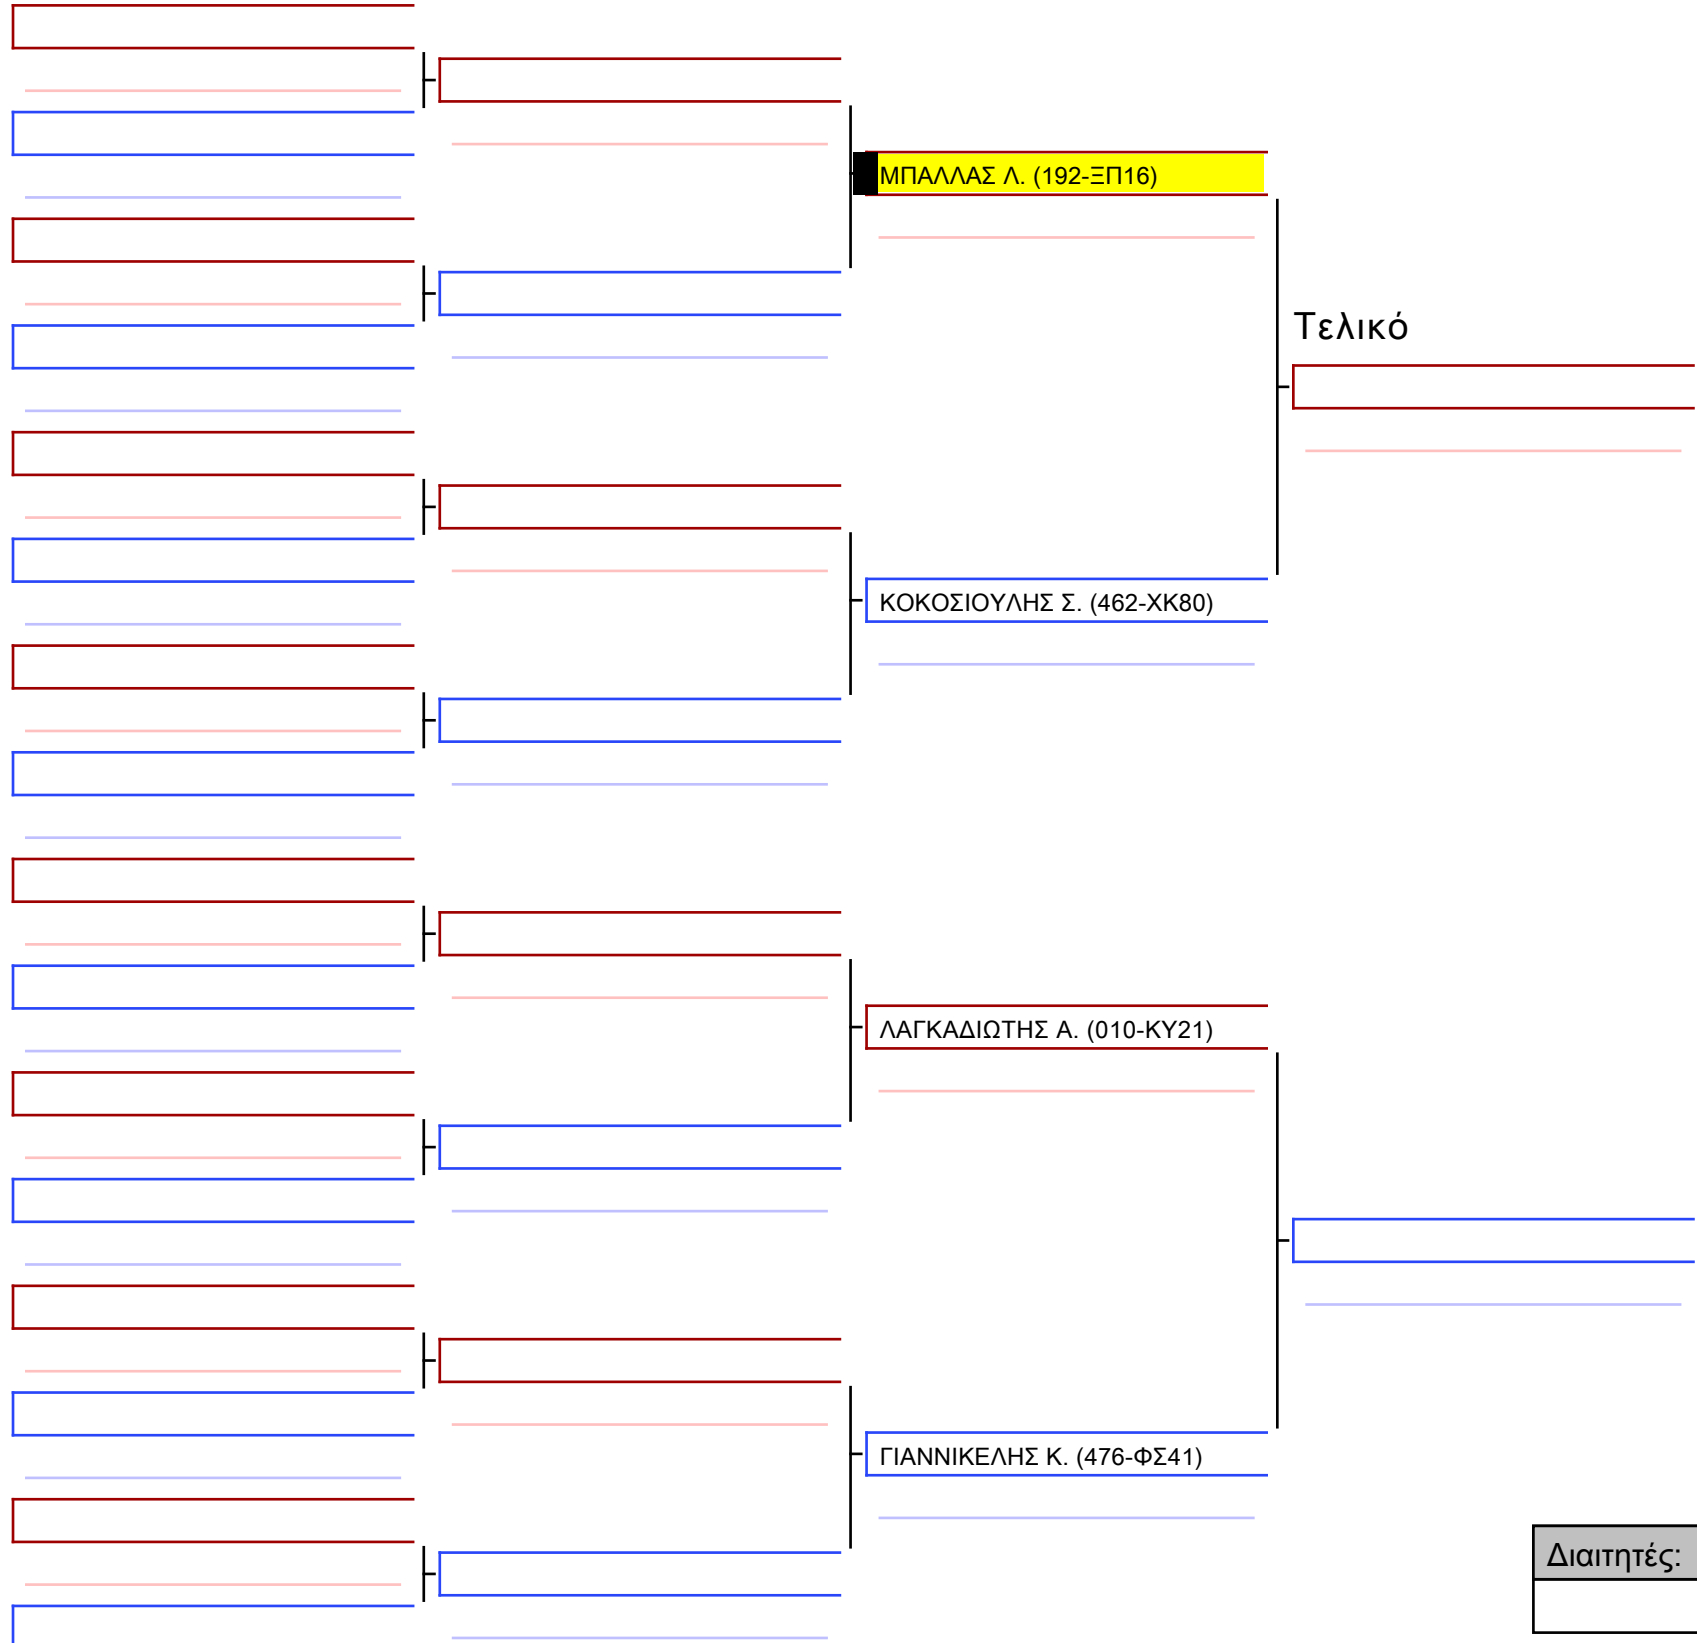 ΜΠΑΛΛΑΣ Λ. (192-ΞΠ16)
Τελικό
ΚΟΚΟΣΙΟΥΛΗΣ Σ. (462-ΧΚ80)
ΛΑΓΚΑΔΙΩΤΗΣ Α. (010-ΚΥ21)
ΓΙΑΝΝΙΚΕΛΗΣ Κ. (476-ΦΣ41)
Διαιτητές: